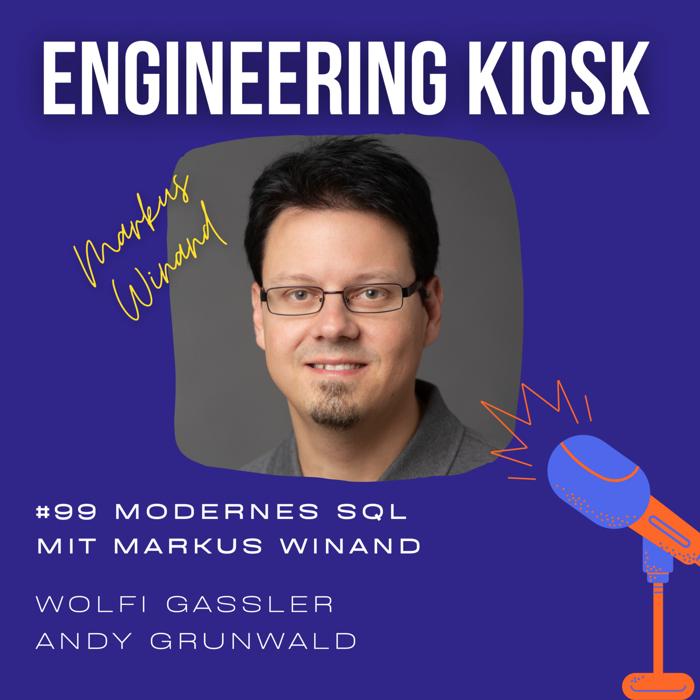 ENGINEERING KIOSK
Markus
Winand
#99 MODERNES SQL
MIT MARKUS WINAND
WOLFI GASSLER
ANDY GRUNWALD